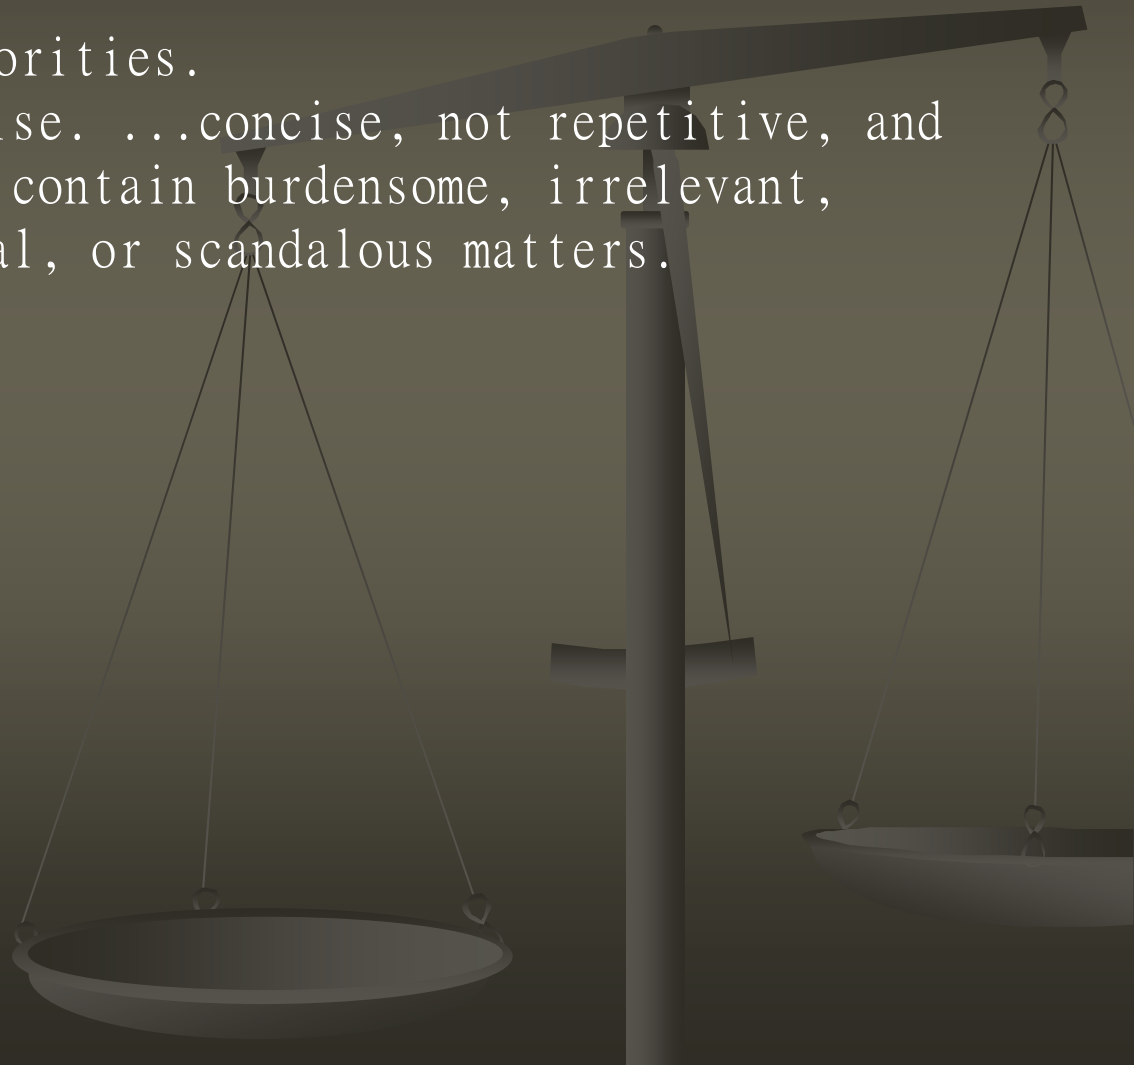 orities.
se. ...concise, not repetitive, and
contain burdensome, irrelevant,
al, or scandalous matters.